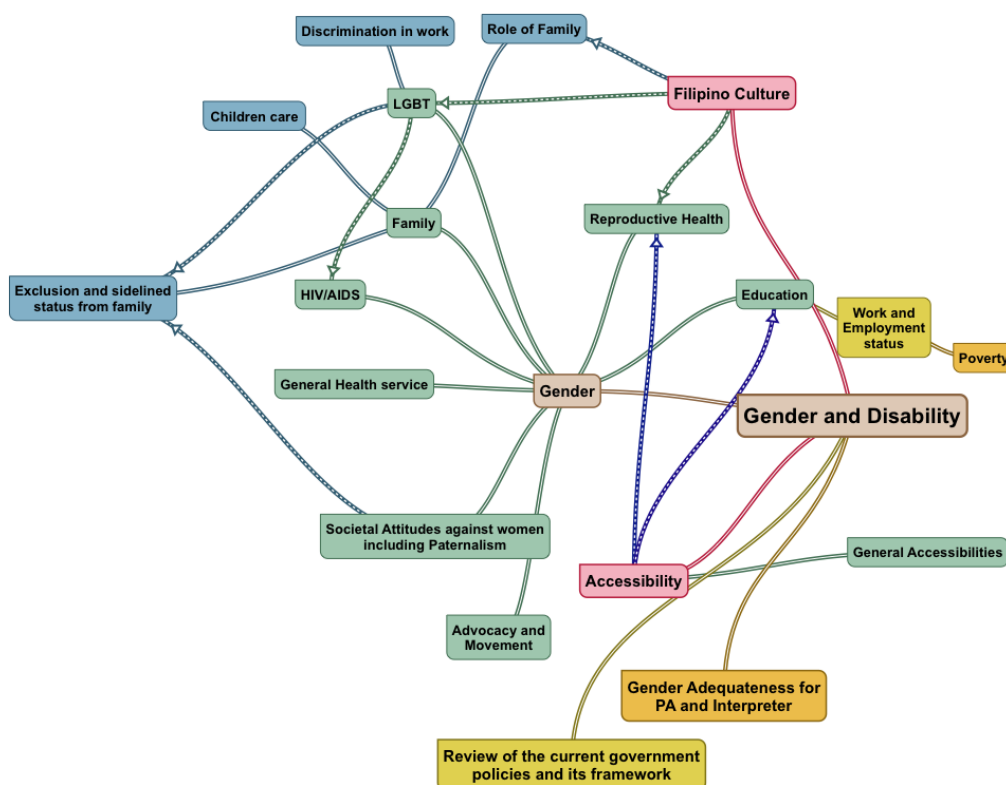 Discrimination in work
Role of Family
Filipino Culture
LGBT
Children care
Family
Reproductive Health
Exclusion and sidelined
status from family
HIV/AIDS
Education
Work and
Employment
status
Poverty
General Health service
Gender
Gender and Disability
Societal Attitudes against women
including Paternalism
General Accessibilities
Accessibility
Advocacy and
Movement
Gender Adequateness for
PA and Interpreter
Review of the current government
policies and its framework